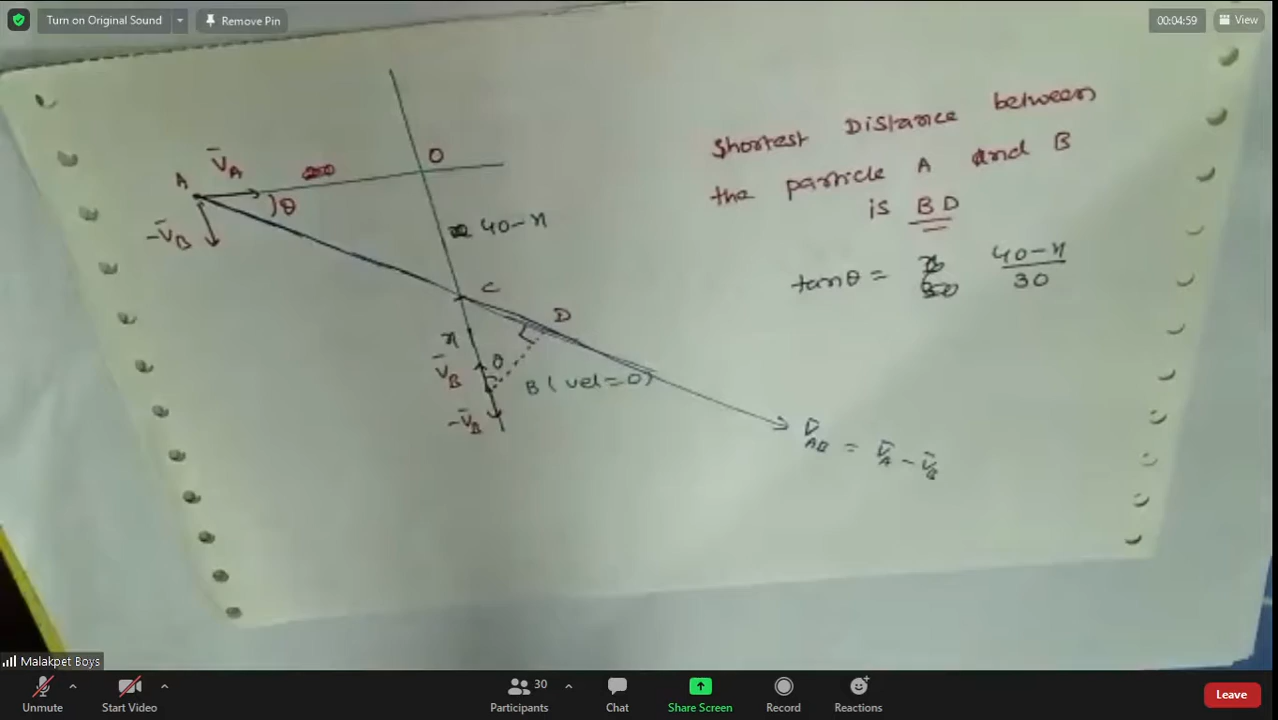 Turn on Original Sound
Remove Pin
00:04:59
View
Shortest Distance between
the particle A and B
is BD
tanθ = 40-x
30
O
V̄A
A
θ
-V̄B
40-x
C
D
x
θ
V̄B
B (vel=0)
-V̄B
V̄AB = V̄A - V̄B
Malakpet Boys
Unmute
Start Video
Participants
30
Chat
Share Screen
Record
Reactions
Leave